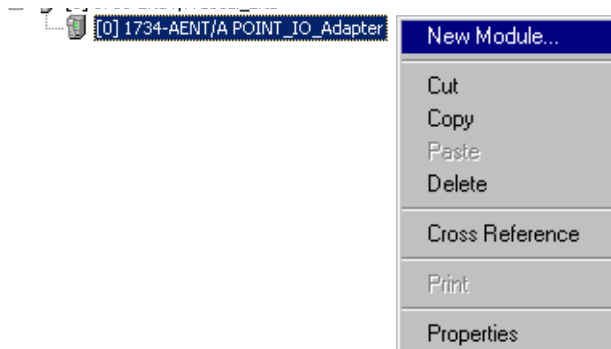 [0] 1734-AENT/A POINT_IO_Adapter
New Module...
Cut
Copy
Paste
Delete
Cross Reference
Print
Properties